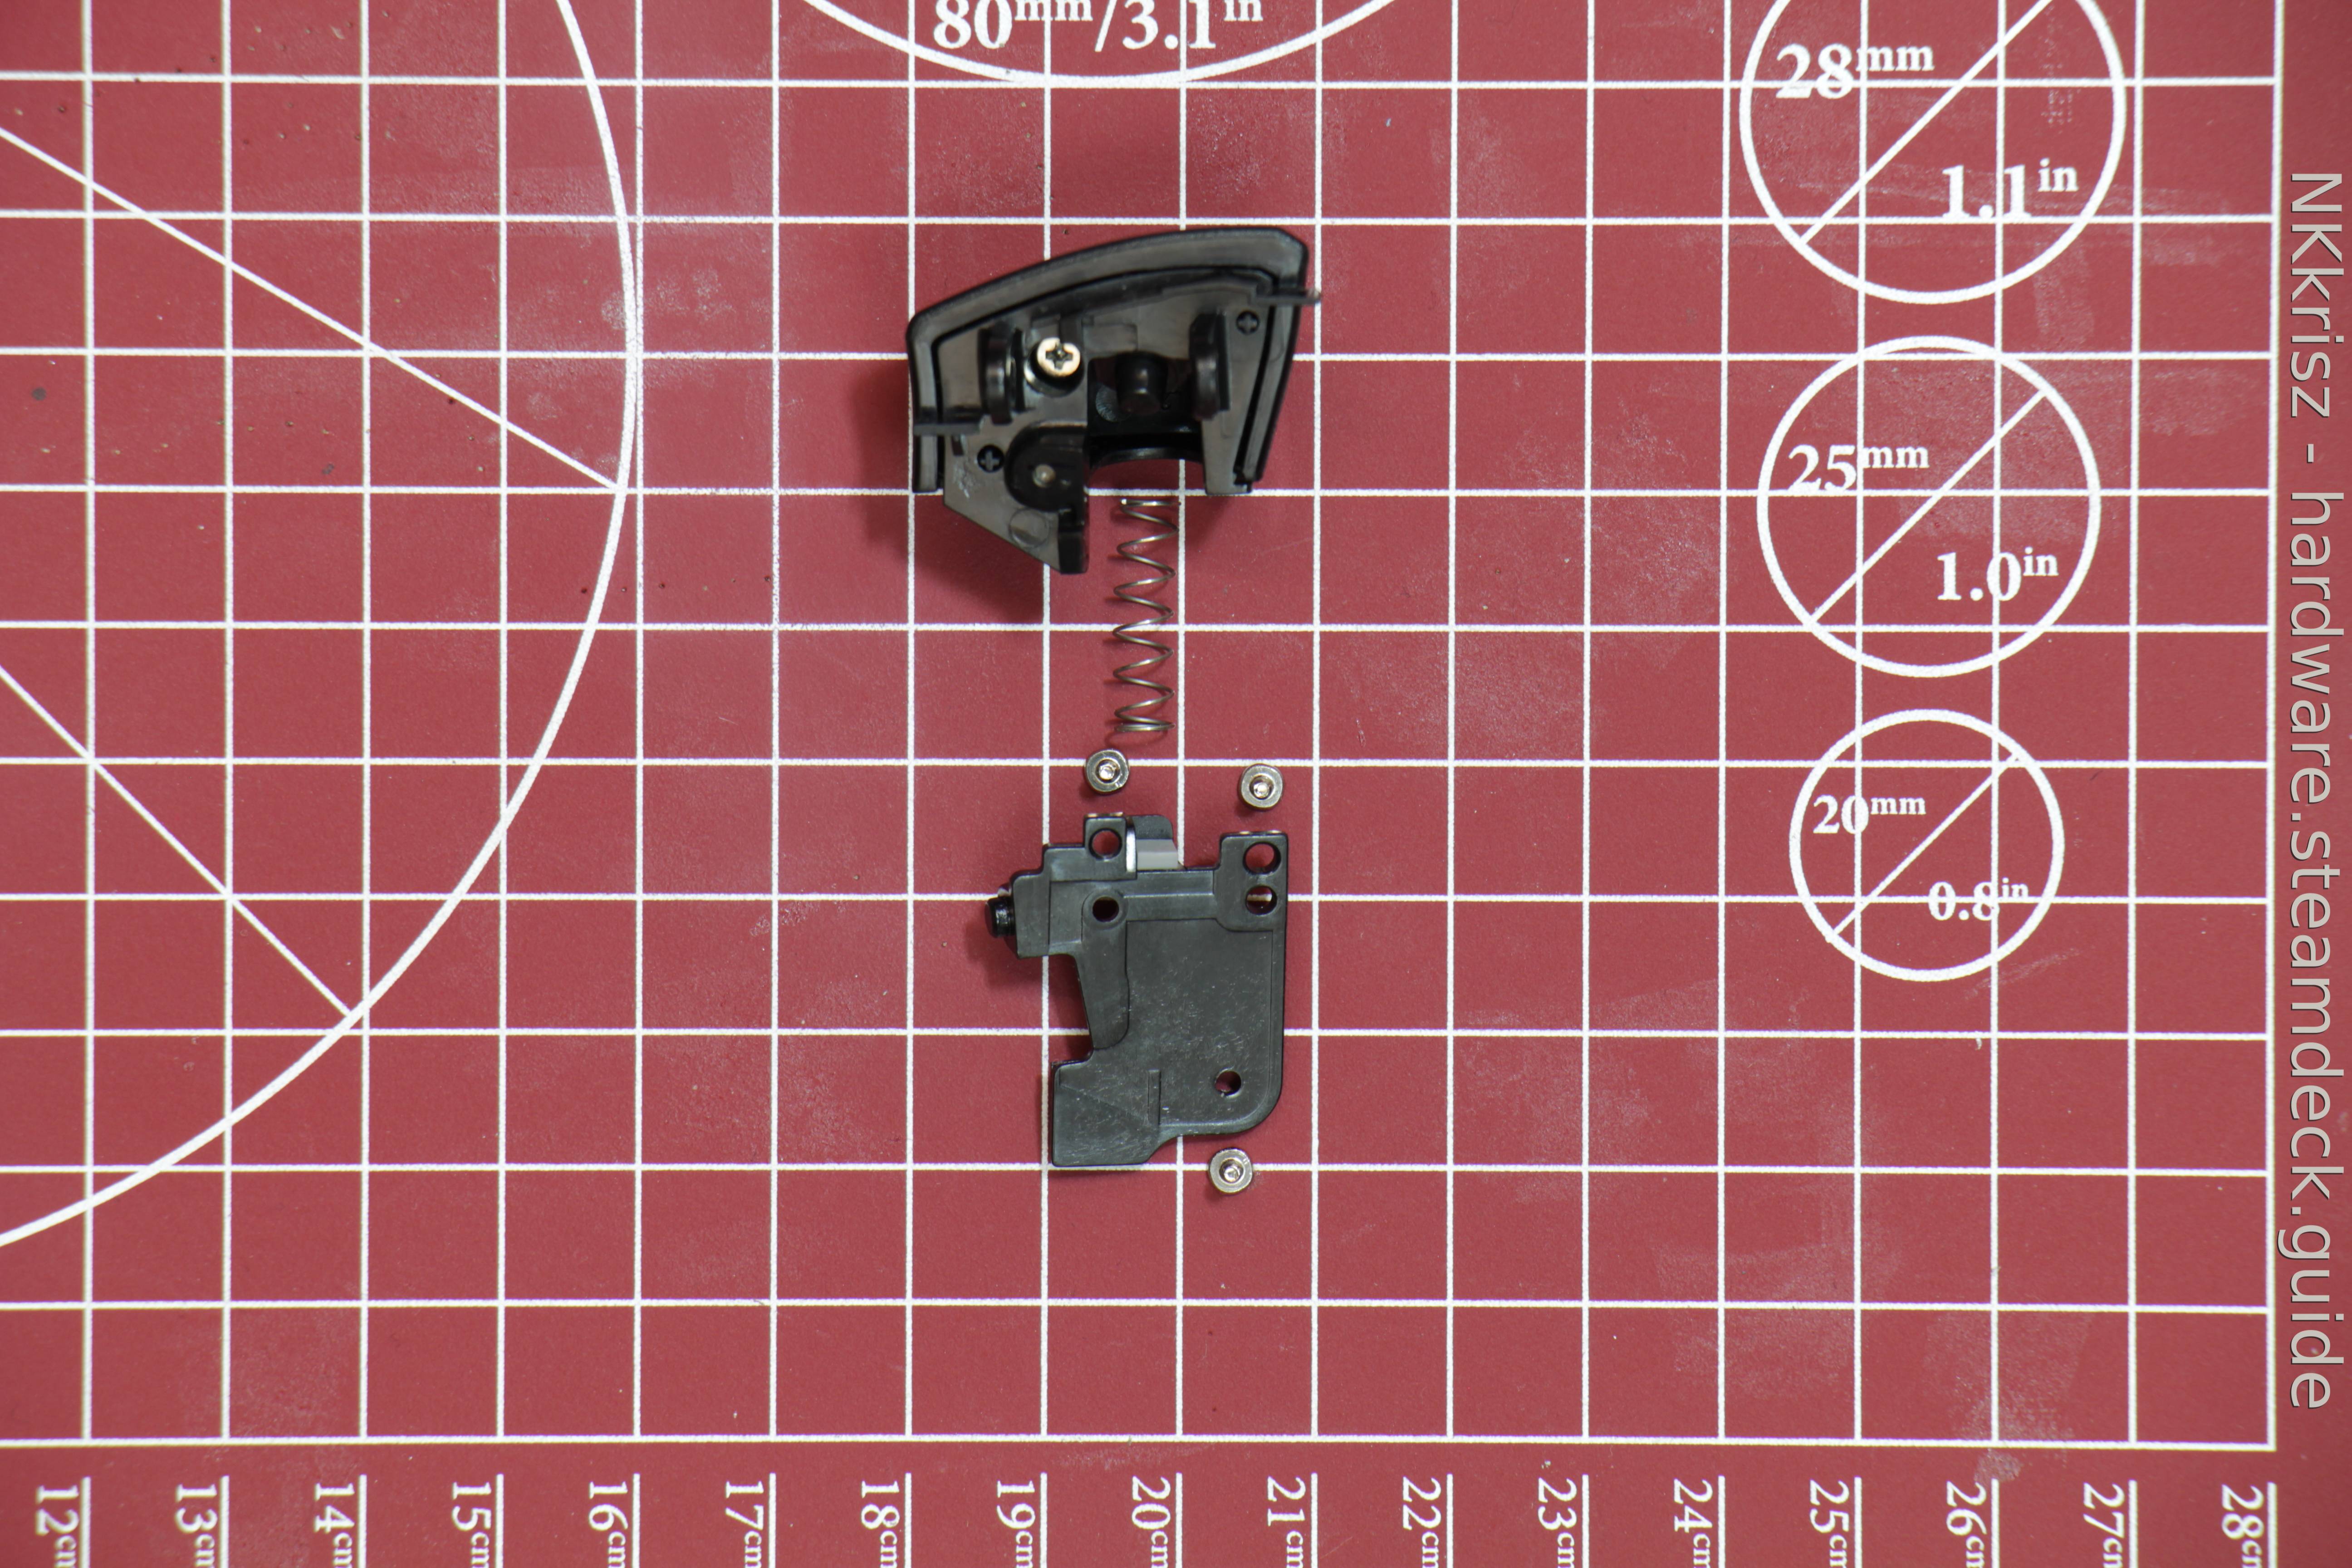 80mm/3.1in
28mm
1.1in
25mm
1.0in
20mm
0.8in
NKkrisz - hardware.steamdeck.guide
12cm
13cm
14cm
15cm
16cm
17cm
18cm
19cm
20cm
21cm
22cm
23cm
24cm
25cm
26cm
27cm
28cm